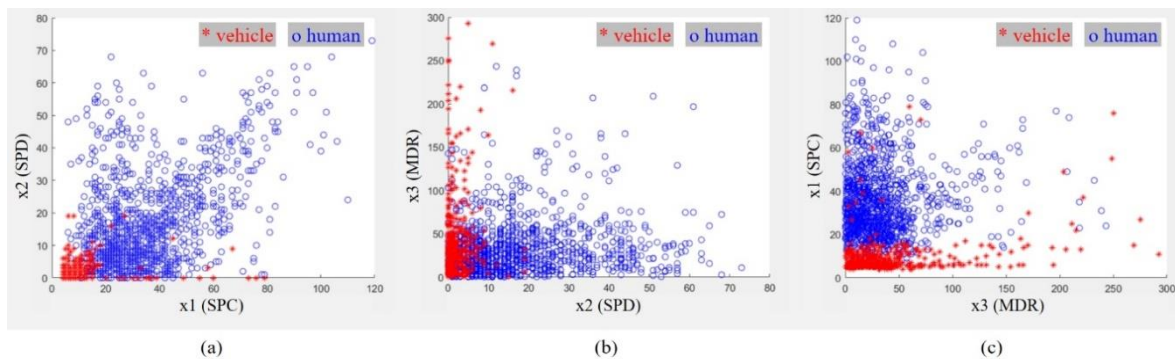 * vehicle o human
80
70
60
50
40
30
20
10
0
x2 (SPD)
0 20 40 60 80 100 120
x1 (SPC)
(a)
* vehicle o human
300
250
200
150
100
50
0
x3 (MDR)
0 10 20 30 40 50 60 70 80
x2 (SPD)
(b)
* vehicle o human
120
100
80
60
40
20
0
x1 (SPC)
0 50 100 150 200 250 300
x3 (MDR)
(c)